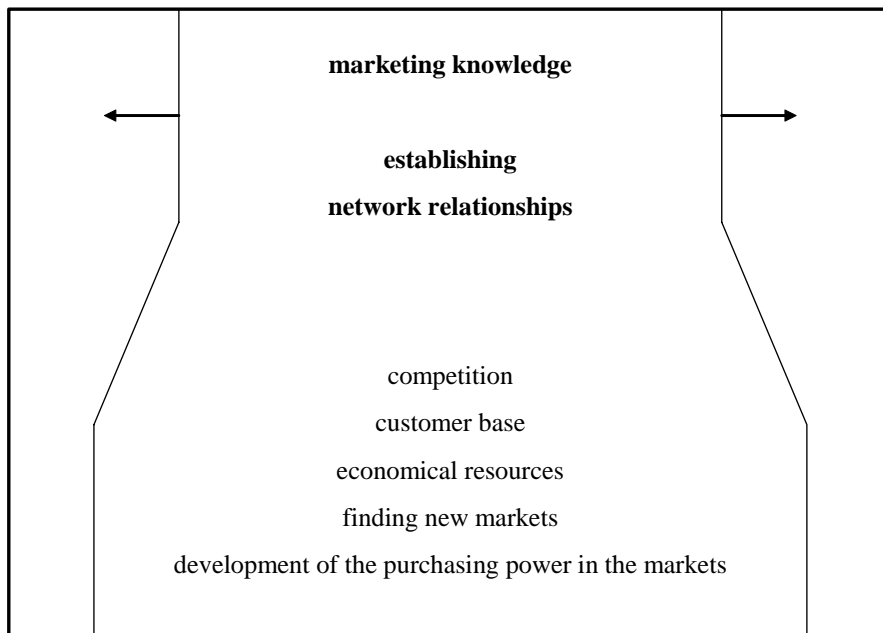 marketing knowledge
establishing
network relationships
competition
customer base
economical resources
finding new markets
development of the purchasing power in the markets